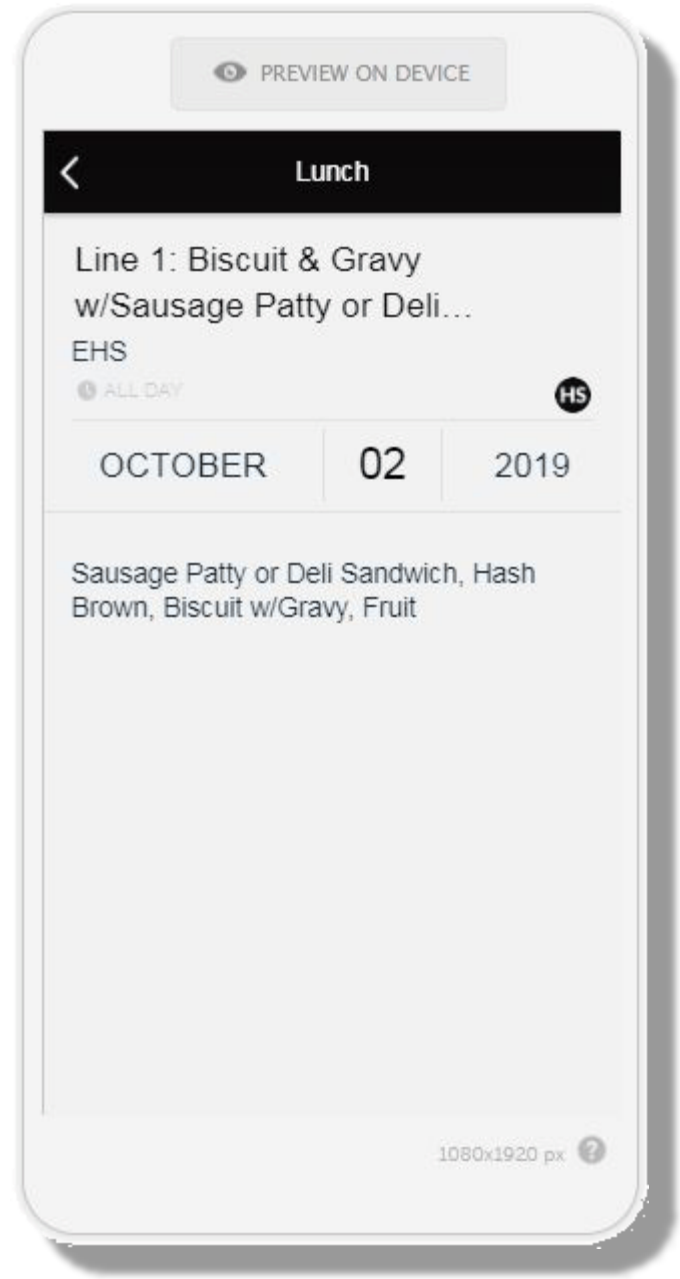 PREVIEW ON DEVICE
Lunch
Line 1: Biscuit & Gravy
w/Sausage Patty or Deli...
EHS
ALL DAY
HS
OCTOBER 02 2019
Sausage Patty or Deli Sandwich, Hash
Brown, Biscuit w/Gravy, Fruit
1080x1920 px ?